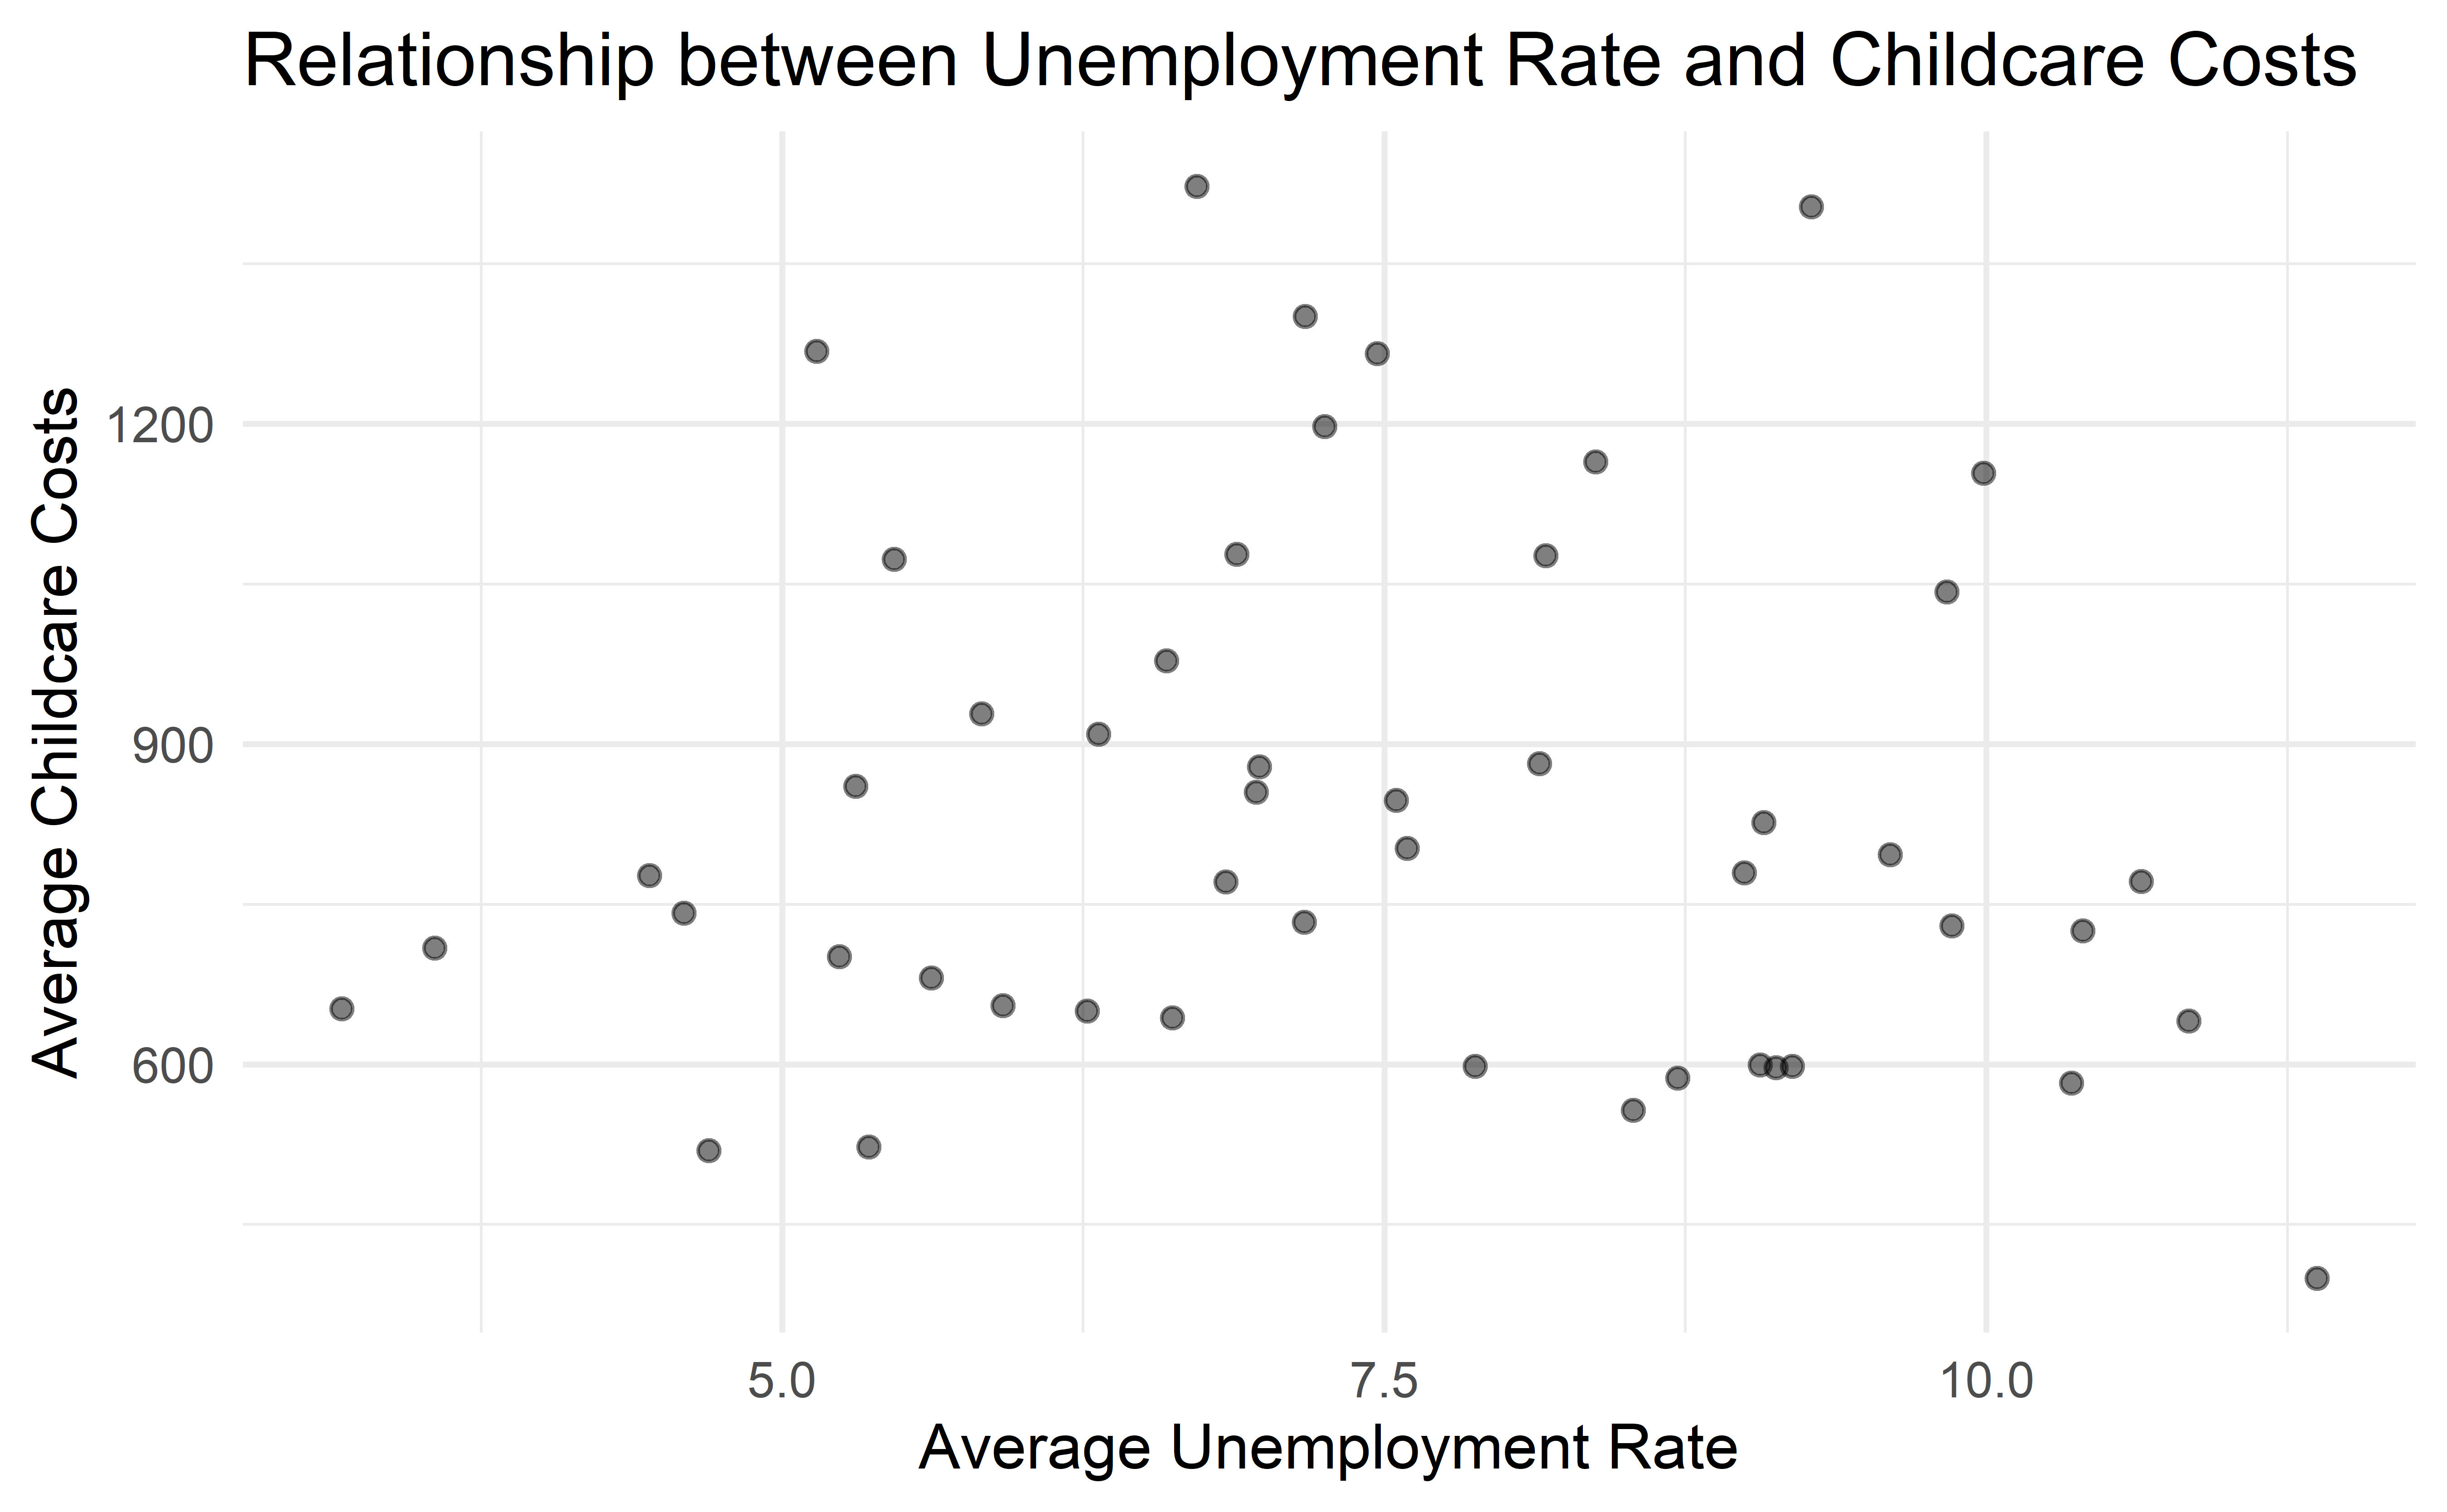 Relationship between Unemployment Rate and Childcare Costs
Average Childcare Costs
1200
900
600
5.0 7.5 10.0
Average Unemployment Rate